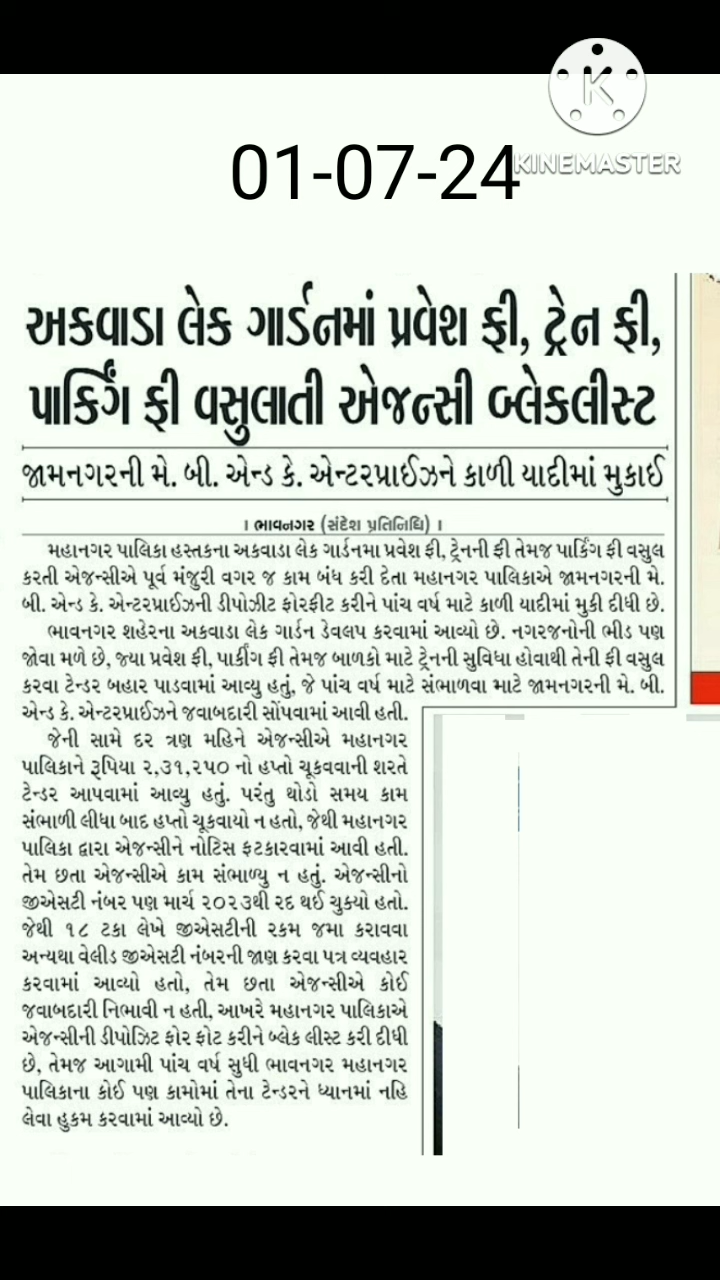 K
KINEMASTER
01-07-24
અકવાડા લેક ગાર્ડનમાં પ્રવેશ ફી, ટ્રેન ફી,
પાર્કિંગ ફી વસુલાતી એજન્સી બ્લેકલીસ્ટ
જામનગરની મે. બી. એન્ડ કે. એન્ટરપ્રાઈઝને કાળી યાદીમાં મુકાઈ
। ભાવનગર (સંદેશ પ્રતિનિધિ) ।
મહાનગર પાલિકા હસ્તકના અકવાડા લેક ગાર્ડનમા પ્રવેશ ફી, ટ્રેનની ફી તેમજ પાર્કિંગ ફી વસુલ
કરતી એજન્સીએ પૂર્વ મંજુરી વગર જ કામ બંધ કરી દેતા મહાનગર પાલિકાએ જામનગરની મે.
બી. એન્ડ કે. એન્ટરપ્રાઈઝની ડીપોઝીટ ફોરફીટ કરીને પાંચ વર્ષ માટે કાળી યાદીમાં મુકી દીધી છે.
ભાવનગર શહેરના અકવાડા લેક ગાર્ડન ડેવલપ કરવામાં આવ્યો છે. નગરજનોની ભીડ પણ
જોવા મળે છે, જ્યા પ્રવેશ ફી, પાર્કીંગ ફી તેમજ બાળકો માટે ટ્રેનની સુવિધા હોવાથી તેની ફી વસુલ
કરવા ટેન્ડર બહાર પાડવામાં આવ્યુ હતું, જે પાંચ વર્ષ માટે સંભાળવા માટે જામનગરની મે. બી.
એન્ડ કે. એન્ટરપ્રાઈઝને જવાબદારી સોંપવામાં આવી હતી.
જેની સામે દર ત્રણ મહિને એજન્સીએ મહાનગર
પાલિકાને રૂપિયા ૨,૩૧,૨૫૦ નો હપ્તો ચૂકવવાની શરતે
ટેન્ડર આપવામાં આવ્યુ હતું. પરંતુ થોડો સમય કામ
સંભાળી લીધા બાદ હપ્તો ચૂકવાયો ન હતો, જેથી મહાનગર
પાલિકા દ્વારા એજન્સીને નોટિસ ફટકારવામાં આવી હતી.
તેમ છતા એજન્સીએ કામ સંભાળ્યુ ન હતું. એજન્સીનો
જીએસટી નંબર પણ માર્ચ ૨૦૨૩થી રદ થઈ ચુક્યો હતો.
જેથી ૧૮ ટકા લેખે જીએસટીની રકમ જમા કરાવવા
અન્યથા વેલીડ જીએસટી નંબરની જાણ કરવા પત્ર વ્યવહાર
કરવામાં આવ્યો હતો, તેમ છતા એજન્સીએ કોઈ
જવાબદારી નિભાવી ન હતી, આખરે મહાનગર પાલિકાએ
એજન્સીની ડીપોઝિટ ફોર ફોટ કરીને બ્લેક લીસ્ટ કરી દીધી
છે, તેમજ આગામી પાંચ વર્ષ સુધી ભાવનગર મહાનગર
પાલિકાના કોઈ પણ કામોમાં તેના ટેન્ડરને ધ્યાનમાં નહિ
લેવા હુકમ કરવામાં આવ્યો છે.